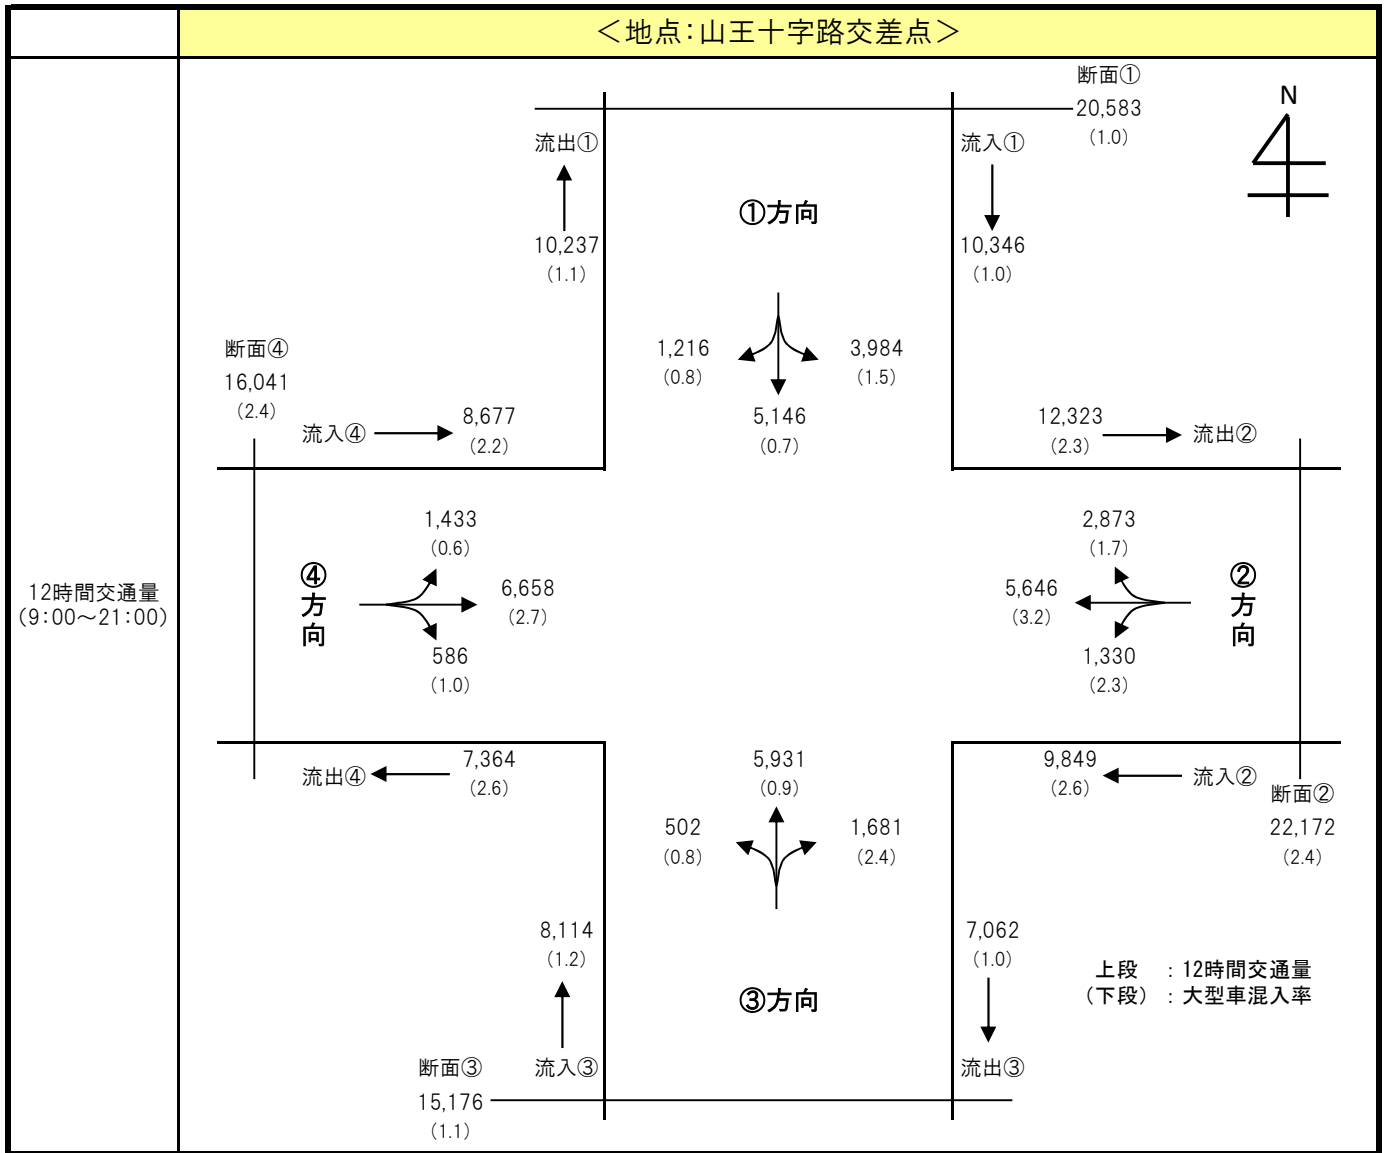 ＜地点：山王十字路交差点＞
断面①
20,583
(1.0)
N
流出①
流入①
①方向
10,237
(1.1)
10,346
(1.0)
断面④
16,041
(2.4)
1,216
(0.8)
3,984
(1.5)
5,146
(0.7)
流入④
8,677
(2.2)
12,323
(2.3)
流出②
12時間交通量
（9:00～21:00）
④方向
1,433
(0.6)
6,658
(2.7)
586
(1.0)
2,873
(1.7)
5,646
(3.2)
1,330
(2.3)
②方向
流出④
7,364
(2.6)
5,931
(0.9)
9,849
(2.6)
流入②
断面②
22,172
(2.4)
502
(0.8)
1,681
(2.4)
8,114
(1.2)
7,062
(1.0)
上段 ：12時間交通量
（下段）：大型車混入率
③方向
断面③
15,176
(1.1)
流入③
流出③